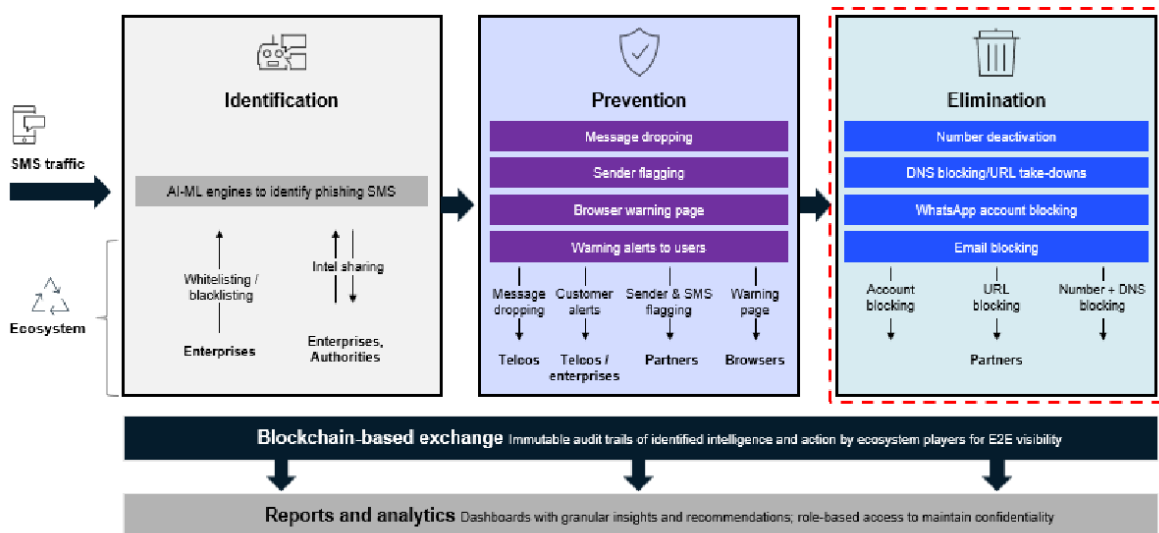 Identification
Prevention
Elimination
SMS traffic
AI-ML engines to identify phishing SMS
Message dropping
Sender flagging
Browser warning page
Warning alerts to users
Number deactivation
DNS blocking/URL take-downs
WhatsApp account blocking
Email blocking
Ecosystem
Whitelisting /
blacklisting
Enterprises
Intel sharing
Enterprises,
Authorities
Message
dropping
Telcos
Customer
alerts
Telcos /
enterprises
Sender & SMS
flagging
Partners
Warning
page
Browsers
Account
blocking
URL
blocking
Number + DNS
blocking
Partners
Blockchain-based exchange Immutable audit trails of identified intelligence and action by ecosystem players for E2E visibility
Reports and analytics Dashboards with granular insights and recommendations; role-based access to maintain confidentiality